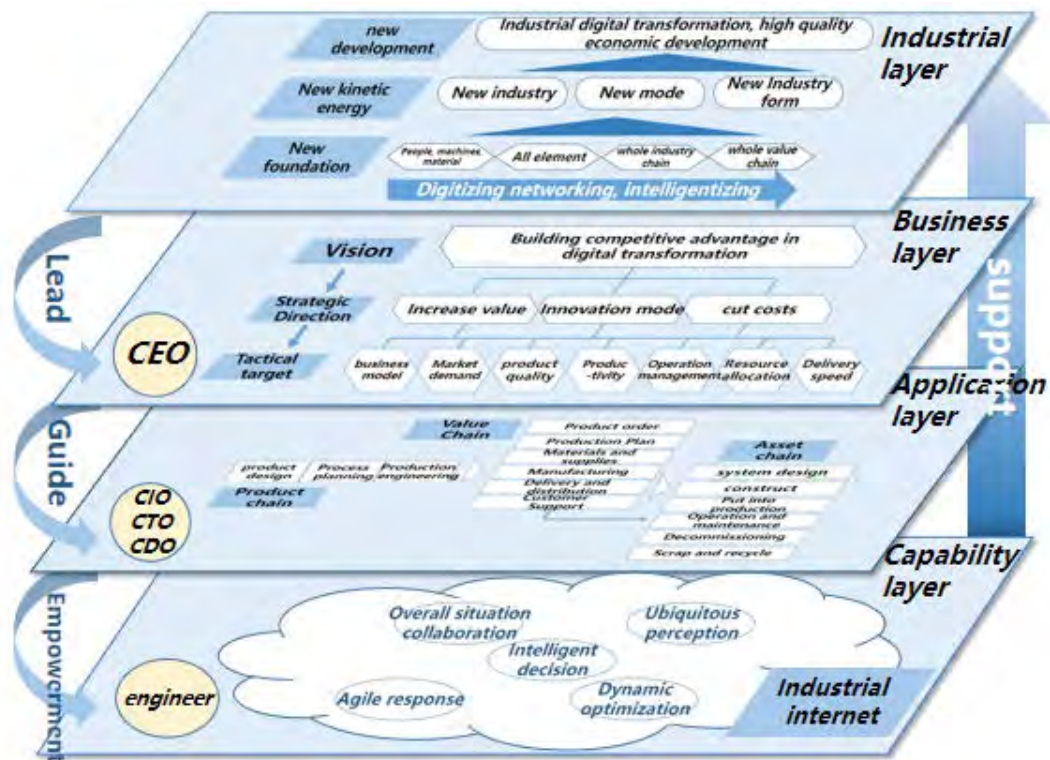 new
development
Industrial digital transformation, high quality
economic development
Industrial
layer
New kinetic
energy
New industry
New mode
New Industry
form
New
foundation
People, machines,
material
All element
whole industry
chain
whole value
chain
Digitizing networking, intelligentizing
Lead
Business
layer
Vision
Building competitive advantage in
digital transformation
Strategic
Direction
Increase value
Innovation mode
cut costs
CEO
Tactical
target
business
model
Market
demand
product
quality
Produc
-tivity
Operation
management
Resource
allocation
Delivery
speed
support
Guide
Application
layer
Value
Chain
Product order
Production Plan
Materials and
supplies
Manufacturing
Delivery and
distribution
Customer
Support
product
design
Process
planning
Production
engineering
Product
chain
Asset
chain
system design
construct
Put into
production
Operation and
maintenance
Decommissioning
Scrap and recycle
CIO
CTO
CDO
Empowerment
Capability
layer
Overall situation
collaboration
Ubiquitous
perception
Intelligent
decision
Agile response
Dynamic
optimization
engineer
Industrial
internet